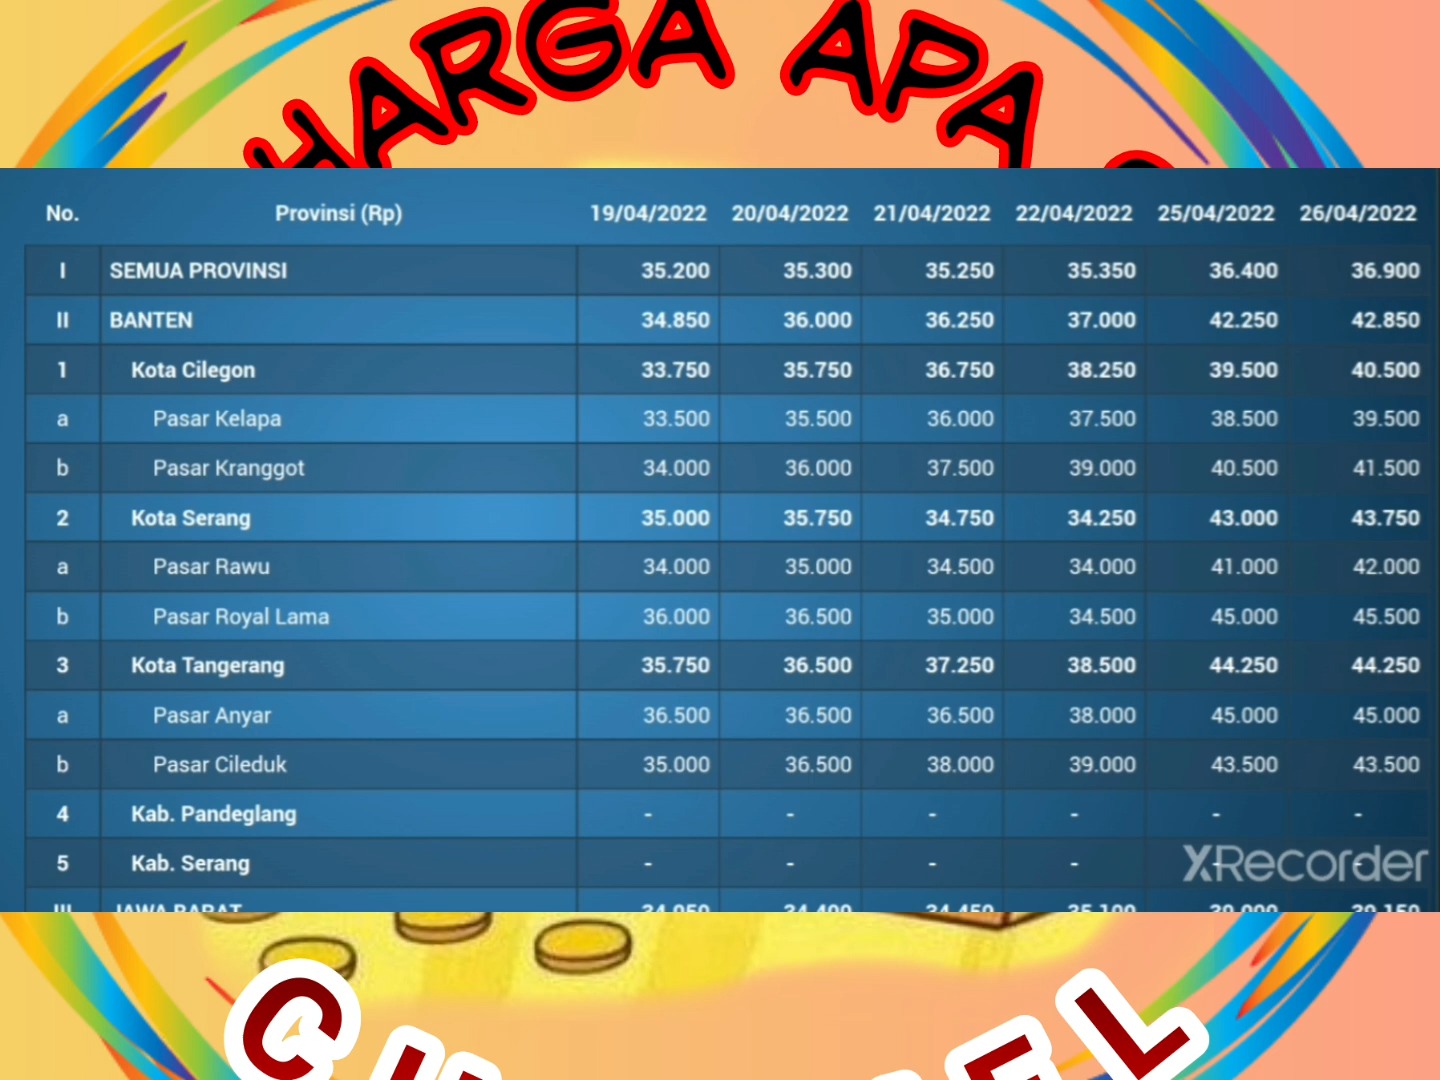 HARGA APA
No. Provinsi (Rp) 19/04/2022 20/04/2022 21/04/2022 22/04/2022 25/04/2022 26/04/2022
I SEMUA PROVINSI 35.200 35.300 35.250 35.350 36.400 36.900
II BANTEN 34.850 36.000 36.250 37.000 42.250 42.850
1 Kota Cilegon 33.750 35.750 36.750 38.250 39.500 40.500
a Pasar Kelapa 33.500 35.500 36.000 37.500 38.500 39.500
b Pasar Kranggot 34.000 36.000 37.500 39.000 40.500 41.500
2 Kota Serang 35.000 35.750 34.750 34.250 43.000 43.750
a Pasar Rawu 34.000 35.000 34.500 34.000 41.000 42.000
b Pasar Royal Lama 36.000 36.500 35.000 34.500 45.000 45.500
3 Kota Tangerang 35.750 36.500 37.250 38.500 44.250 44.250
a Pasar Anyar 36.500 36.500 36.500 38.000 45.000 45.000
b Pasar Cileduk 35.000 36.500 38.000 39.000 43.500 43.500
4 Kab. Pandeglang - - - - - -
5 Kab. Serang - - - - - -
XRecorder
III JAWA BARAT